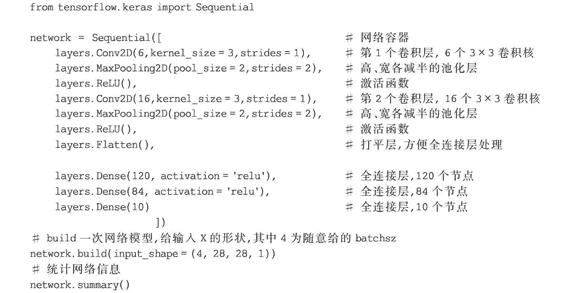 from tensorflow.keras import Sequential
network = Sequential([ # 网络容器
layers.Conv2D(6,kernel_size = 3,strides = 1), # 第 1 个卷积层, 6 个 3×3 卷积核
layers.MaxPooling2D(pool_size = 2,strides = 2), # 高、宽各减半的池化层
layers.ReLU(), # 激活函数
layers.Conv2D(16,kernel_size = 3,strides = 1), # 第 2 个卷积层, 16 个 3×3 卷积核
layers.MaxPooling2D(pool_size = 2,strides = 2), # 高、宽各减半的池化层
layers.ReLU(), # 激活函数
layers.Flatten(), # 打平层,方便全连接层处理
layers.Dense(120, activation = 'relu'), # 全连接层,120 个节点
layers.Dense(84, activation = 'relu'), # 全连接层,84 个节点
layers.Dense(10) # 全连接层,10 个节点
])
# build 一次网络模型,给输入 X 的形状,其中 4 为随意给的 batchsz
network.build(input_shape = (4, 28, 28, 1))
# 统计网络信息
network.summary()